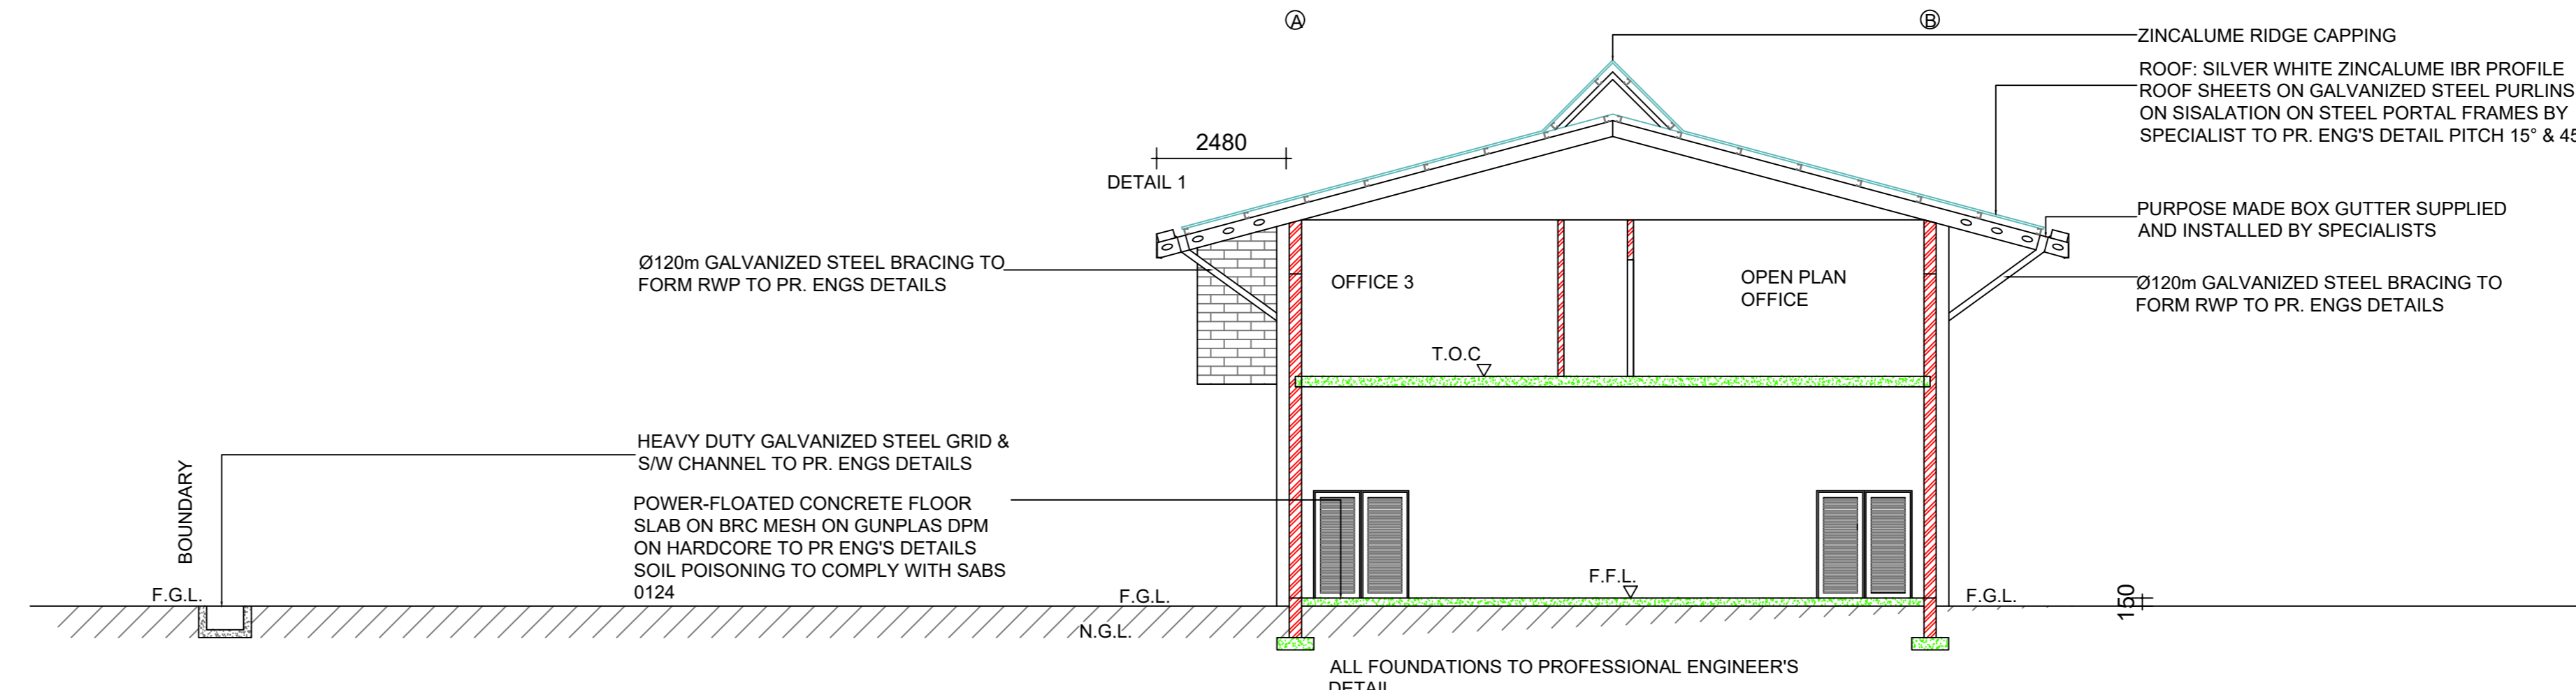 A
B
ZINCALUME RIDGE CAPPING
ROOF: SILVER WHITE ZINCALUME IBR PROFILE
ROOF SHEETS ON GALVANIZED STEEL PURLINS
ON SISALATION ON STEEL PORTAL FRAMES BY
SPECIALIST TO PR. ENG'S DETAIL PITCH 15° & 45
2480
DETAIL 1
PURPOSE MADE BOX GUTTER SUPPLIED
AND INSTALLED BY SPECIALISTS
Ø120m GALVANIZED STEEL BRACING TO
FORM RWP TO PR. ENGS DETAILS
OFFICE 3
OPEN PLAN
OFFICE
Ø120m GALVANIZED STEEL BRACING TO
FORM RWP TO PR. ENGS DETAILS
T.O.C
HEAVY DUTY GALVANIZED STEEL GRID &
S/W CHANNEL TO PR. ENGS DETAILS
BOUNDARY
POWER-FLOATED CONCRETE FLOOR
SLAB ON BRC MESH ON GUNPLAS DPM
ON HARDCORE TO PR ENG'S DETAILS
SOIL POISONING TO COMPLY WITH SABS
0124
F.G.L.
F.G.L.
F.F.L.
F.G.L.
150
N.G.L.
ALL FOUNDATIONS TO PROFESSIONAL ENGINEER'S
DETAIL